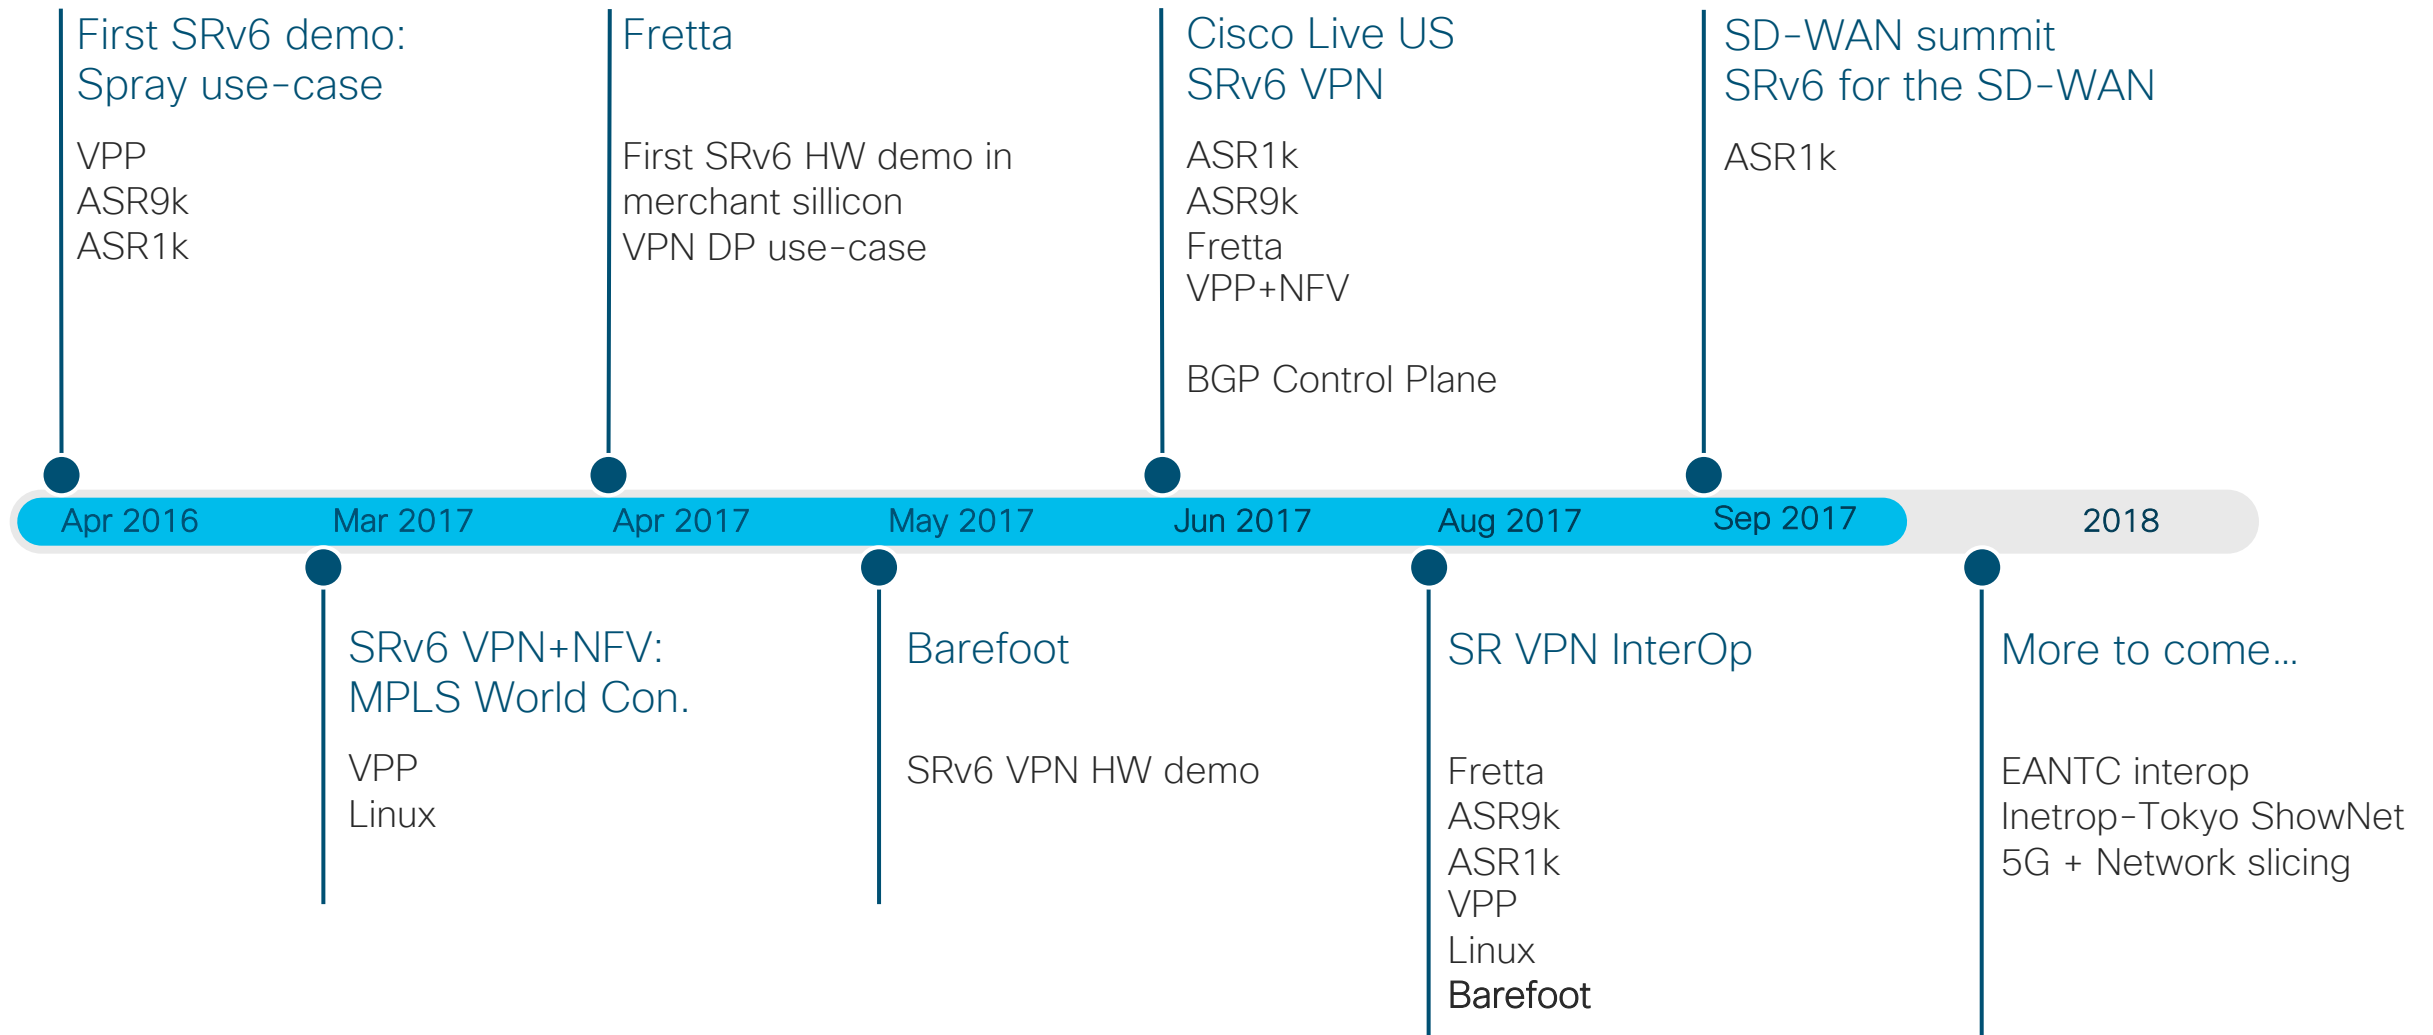 First SRv6 demo:
Spray use-case
VPP
ASR9k
ASR1k
Fretta
First SRv6 HW demo in
merchant sillicon
VPN DP use-case
Cisco Live US
SRv6 VPN
ASR1k
ASR9k
Fretta
VPP+NFV
BGP Control Plane
SD-WAN summit
SRv6 for the SD-WAN
ASR1k
Apr 2016
Mar 2017
Apr 2017
May 2017
Jun 2017
Aug 2017
Sep 2017
2018
SRv6 VPN+NFV:
MPLS World Con.
VPP
Linux
Barefoot
SRv6 VPN HW demo
SR VPN InterOp
Fretta
ASR9k
ASR1k
VPP
Linux
Barefoot
More to come...
EANTC interop
Inetrop-Tokyo ShowNet
5G + Network slicing